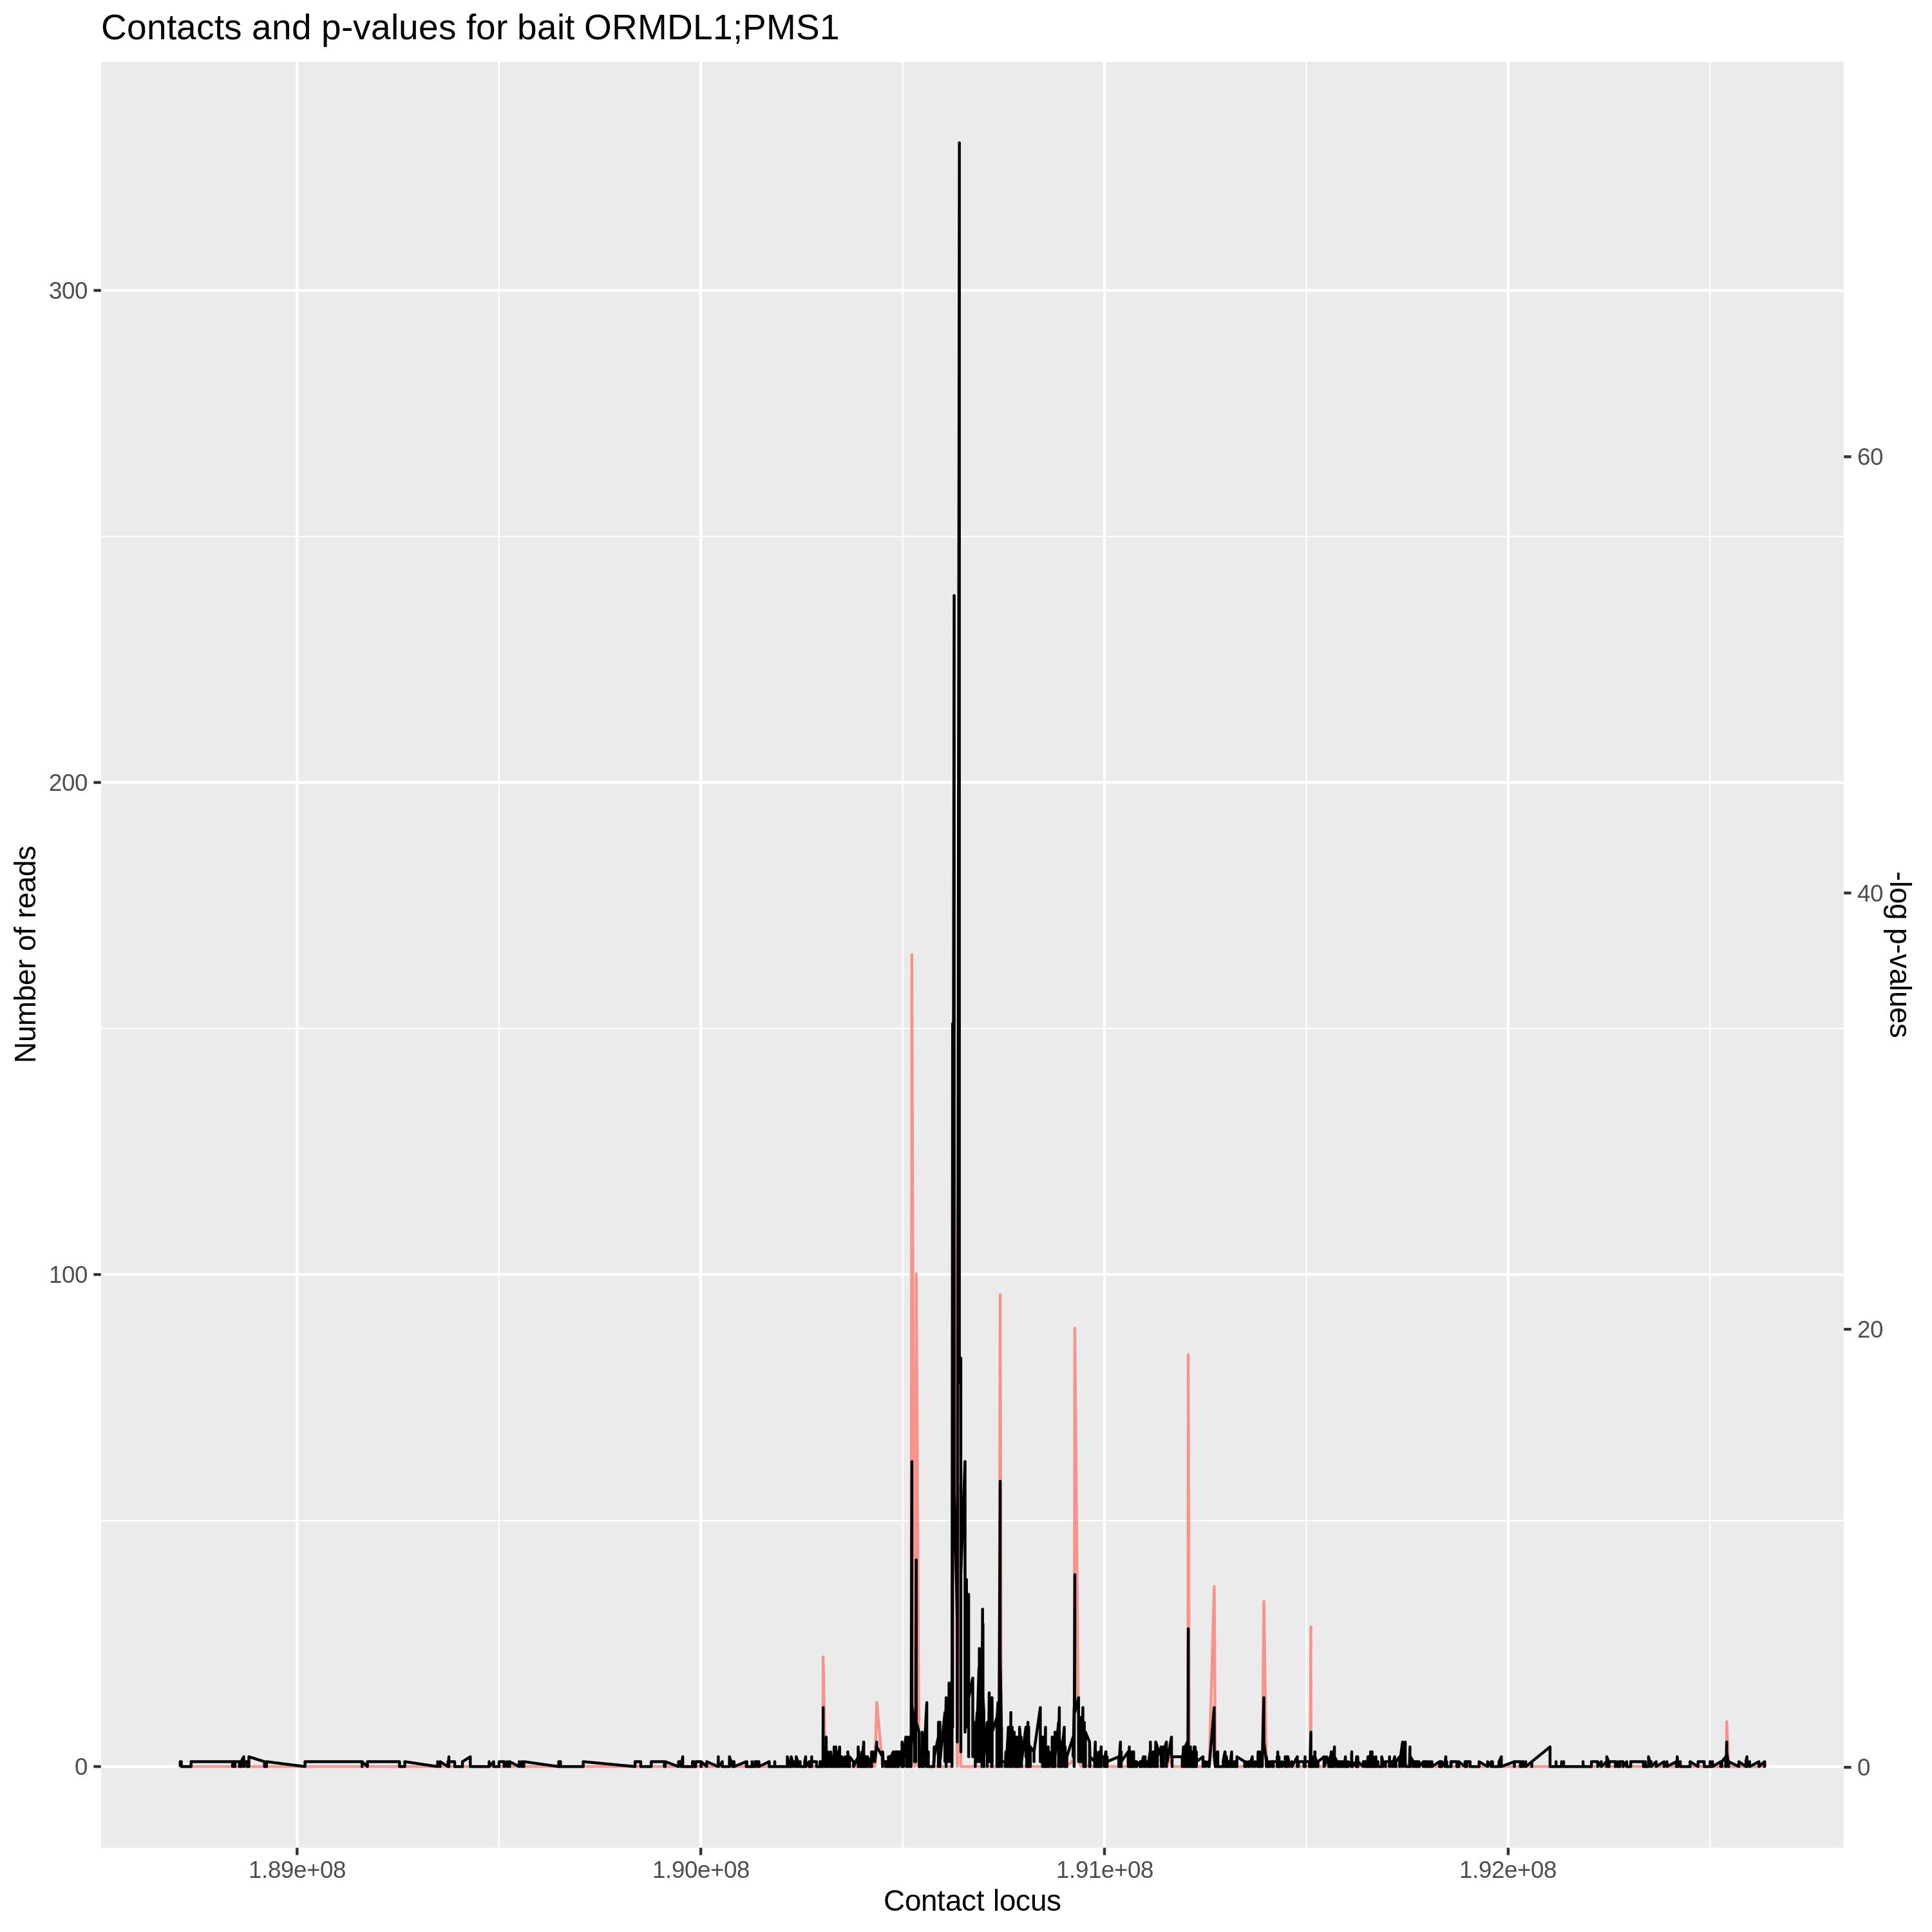 Contacts and p-values for bait ORMDL1;PMS1
300
200
100
0
Number of reads
60
40
20
0
-log p-values
1.89e+08
1.90e+08
1.91e+08
1.92e+08
Contact locus